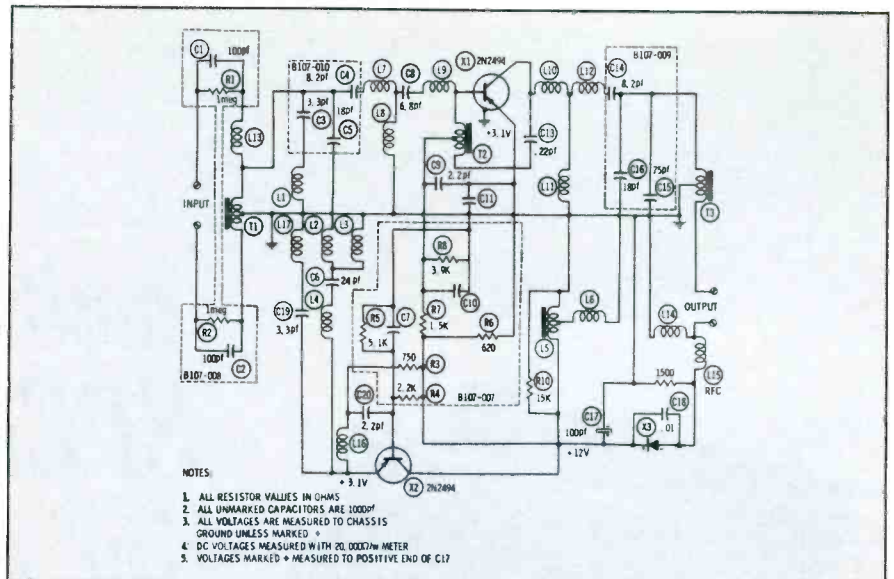 C1 100pf
R1
1meg
L13
INPUT
T1
1meg
R2
100pf
C2
B107-008
B107-010
8.2pf
C4
L7
C8
L9
X1 2N2494
3.3pf
C3
18pf
C5
6.8pf
L8
+3.1V
T2
C9
2.2pf
C11
L10
L12
C13
.22pf
L11
B107-009
C14
8.2pf
C16
18pf
75pf
C15
L1
L17
L2
L3
C6
24pf
L4
C19
3.3pf
R8
3.9K
C10
R5
5.1K
C7
R7
1.5K
R6
620
750
R3
2.2K
R4
B107-007
C20
2.2pf
L16
+3.1V
X2 2N2494
L6
L5
R10
15K
OUTPUT
L14
L15
RFC
1500
C17
100pf
C18
.01
X3
+12V
NOTES:
1. ALL RESISTOR VALUES IN OHMS
2. ALL UNMARKED CAPACITORS ARE 1000pf
3. ALL VOLTAGES ARE MEASURED TO CHASSIS
GROUND UNLESS MARKED +
4. DC VOLTAGES MEASURED WITH 20,000Ω/v METER
5. VOLTAGES MARKED + MEASURED TO POSITIVE END OF C17